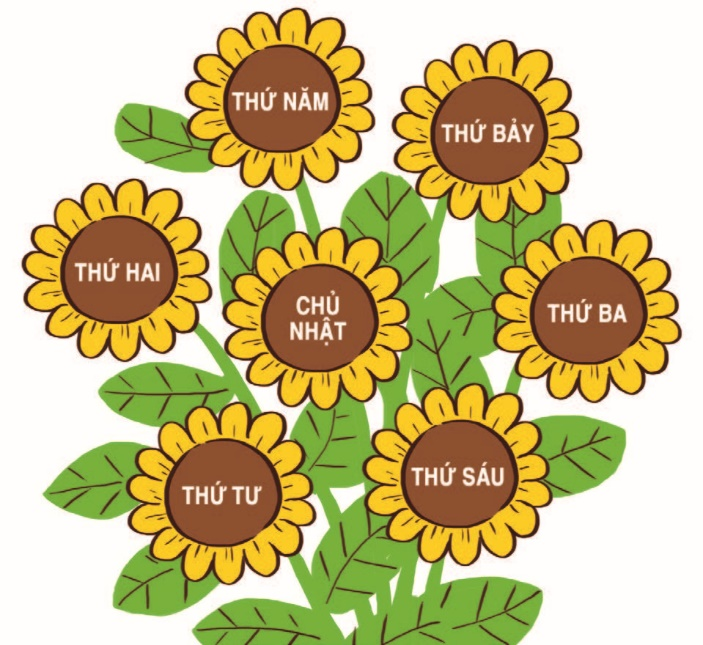 THỨ NĂM
THỨ BẢY
THỨ HAI
CHỦ
NHẬT
THỨ BA
THỨ TƯ
THỨ SÁU